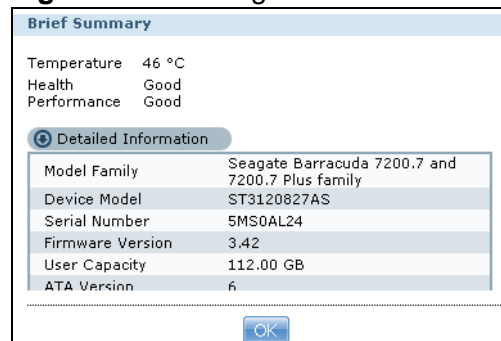 Brief Summary
Temperature 46 °C
Health Good
Performance Good
Detailed Information
Model Family Seagate Barracuda 7200.7 and
7200.7 Plus family
Device Model ST3120827AS
Serial Number 5MS0AL24
Firmware Version 3.42
User Capacity 112.00 GB
ATA Version 6
OK